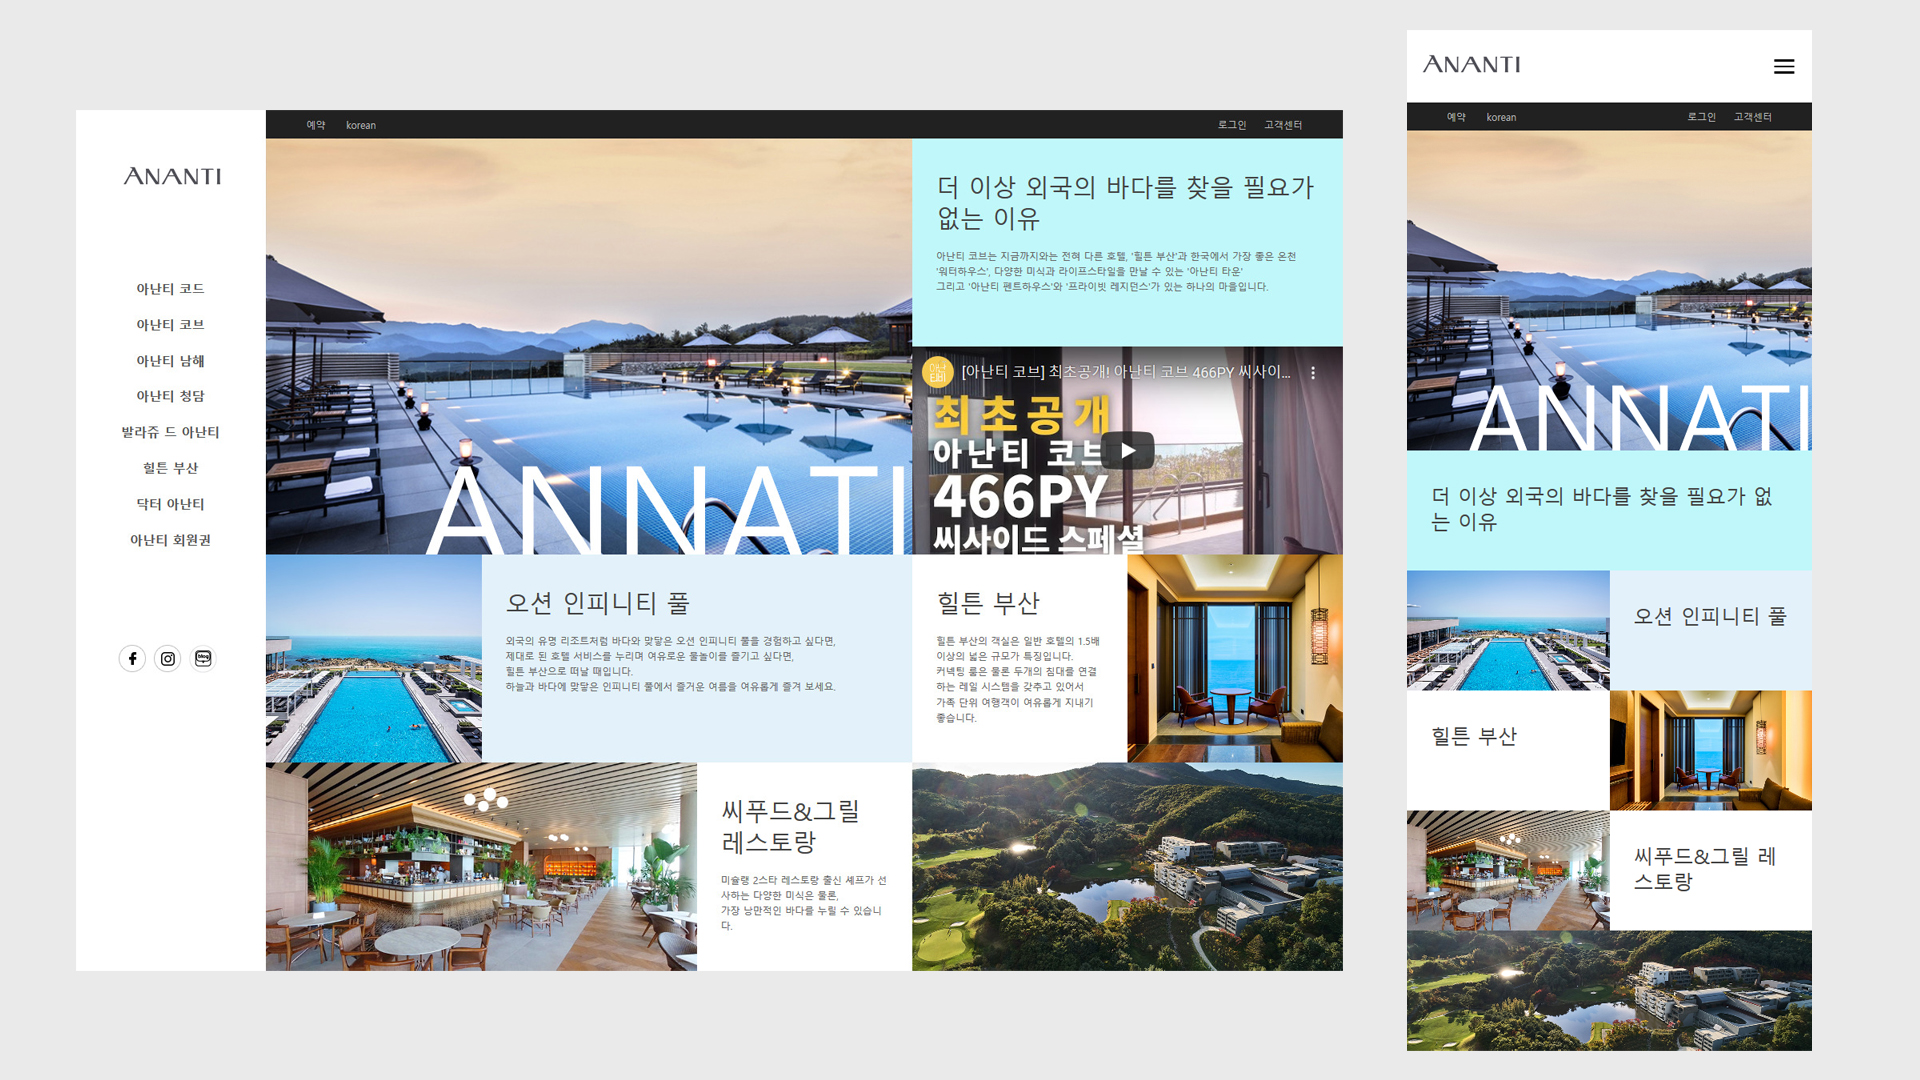 ANANTI
아난티 코드
아난티 코브
아난티 남해
아난티 청담
발라쥬 드 아난티
힐튼 부산
닥터 아난티
아난티 회원권
blog
예약 korean 로그인 고객센터
ANNATI
더 이상 외국의 바다를 찾을 필요가
없는 이유
아난티 코브는 지금까지와는 전혀 다른 호텔, '힐튼 부산'과 한국에서 가장 좋은 온천
'워터하우스', 다양한 미식과 라이프스타일을 만날 수 있는 '아난티 타운'
그리고 '아난티 펜트하우스'와 '프라이빗 레지던스'가 있는 하나의 마을입니다.
[아난티 코브] 최초공개! 아난티 코브 466PY 씨사이...
최초공개
아난티 코브
466PY
씨사이드 스페셜
오션 인피니티 풀
외국의 유명 리조트처럼 바다와 맞닿은 오션 인피니티 풀을 경험하고 싶다면,
제대로 된 호텔 서비스를 누리며 여유로운 물놀이를 즐기고 싶다면,
힐튼 부산으로 떠날 때입니다.
하늘과 바다에 맞닿은 인피니티 풀에서 즐거운 여름을 여유롭게 즐겨 보세요.
힐튼 부산
힐튼 부산의 객실은 일반 호텔의 1.5배
이상의 넓은 규모가 특징입니다.
커넥팅 룸은 물론 두개의 침대를 연결
하는 레일 시스템을 갖추고 있어서
가족 단위 여행객이 여유롭게 지내기
좋습니다.
씨푸드&그릴
레스토랑
미슐랭 2스타 레스토랑 출신 셰프가 선
사하는 다양한 미식은 물론,
가장 낭만적인 바다를 누릴 수 있습니
다.
ANANTI
예약 korean 로그인 고객센터
ANNATI
더 이상 외국의 바다를 찾을 필요가 없
는 이유
오션 인피니티 풀
힐튼 부산
씨푸드&그릴 레
스토랑